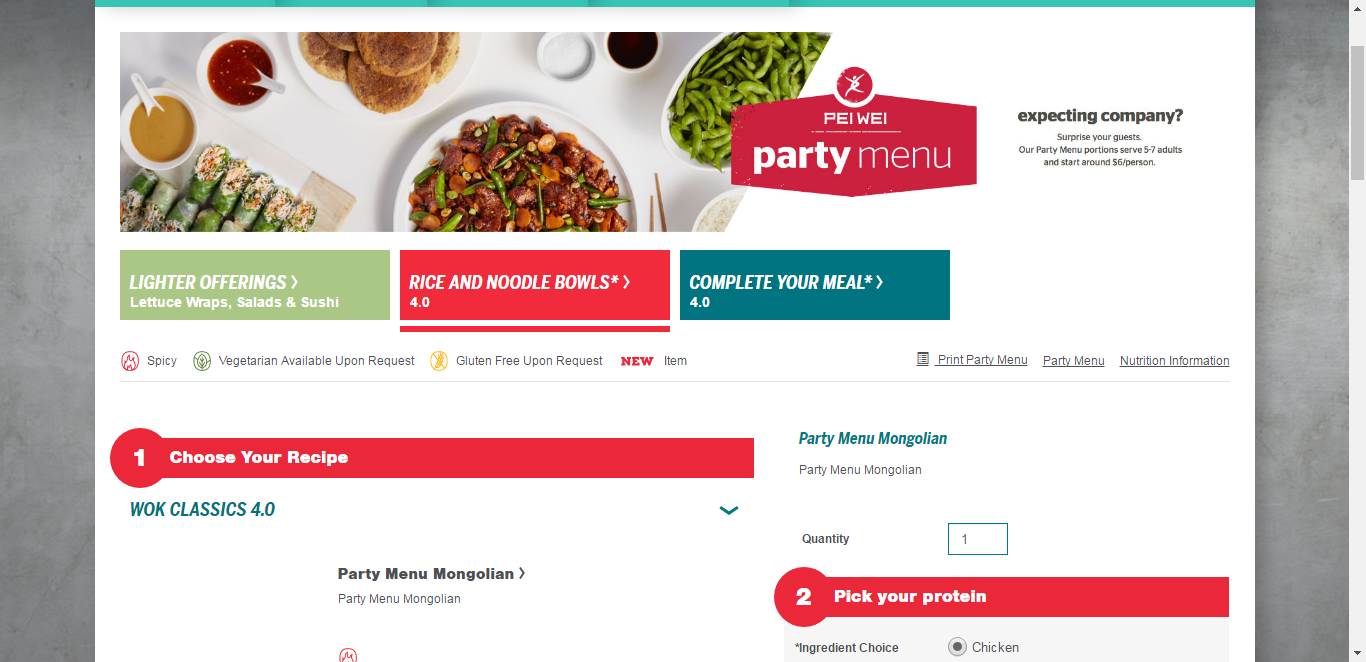 PEI WEI
party menu
expecting company?
Surprise your guests.
Our Party Menu portions serve 5-7 adults
and start around $6/person.
LIGHTER OFFERINGS >
Lettuce Wraps, Salads & Sushi
RICE AND NOODLE BOWLS* >
4.0
COMPLETE YOUR MEAL* >
4.0
Spicy
Vegetarian Available Upon Request
Gluten Free Upon Request
NEW Item
Print Party Menu
Party Menu
Nutrition Information
1 Choose Your Recipe
WOK CLASSICS 4.0
Party Menu Mongolian >
Party Menu Mongolian
Party Menu Mongolian
Party Menu Mongolian
Quantity 1
2 Pick your protein
*Ingredient Choice Chicken